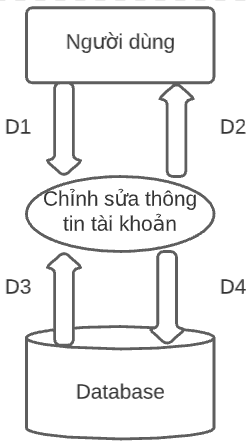 Người dùng
D1
D2
Chỉnh sửa thông
tin tài khoản
D3
D4
Database